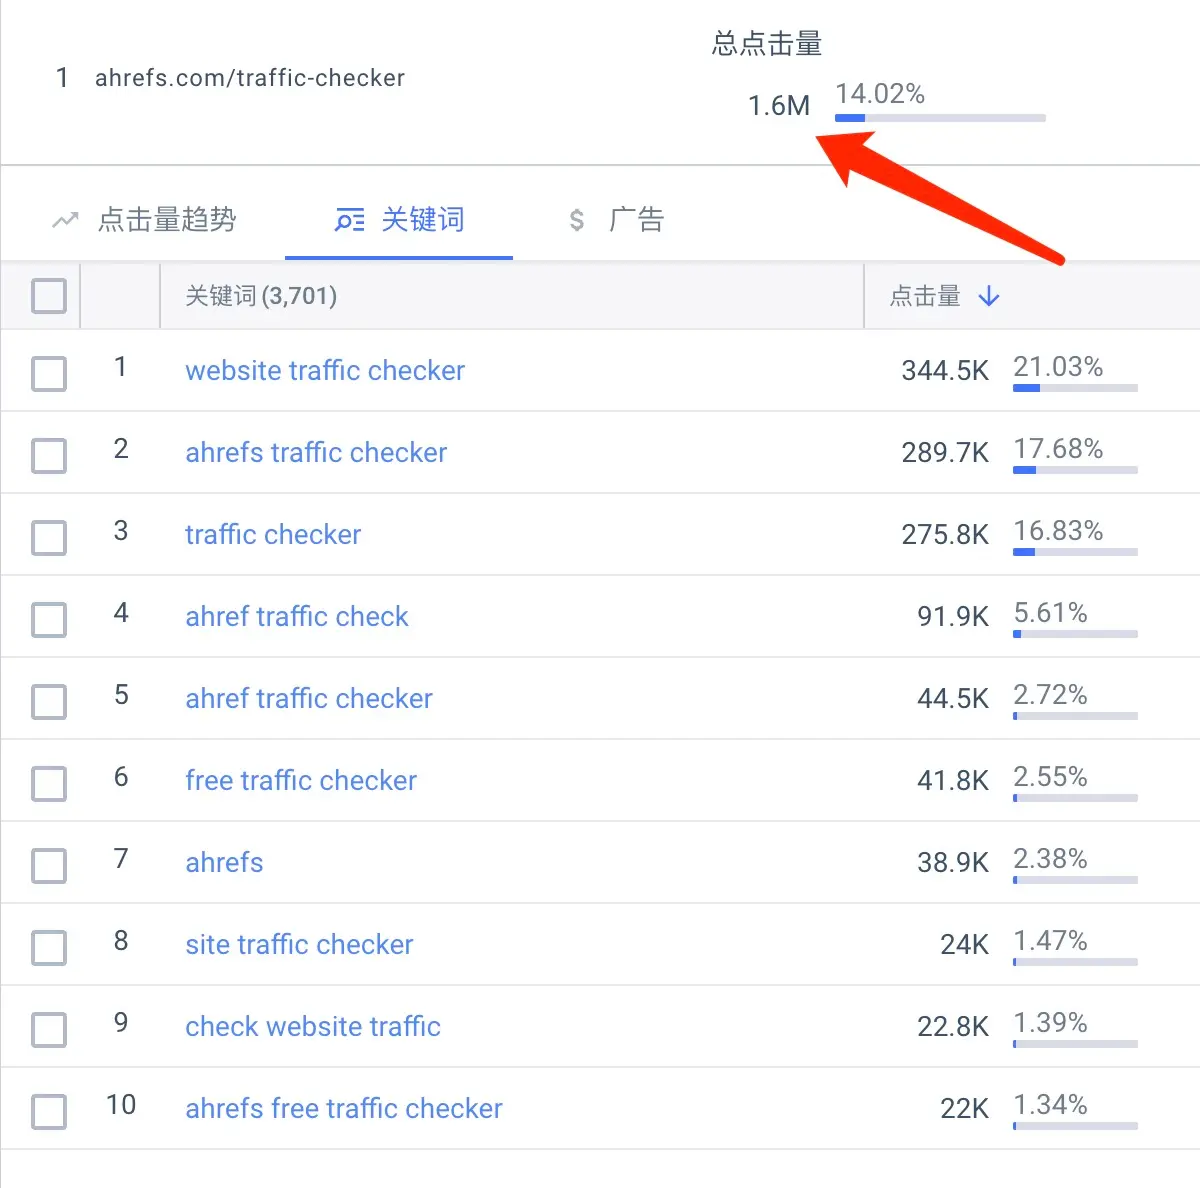 总点击量
1 ahrefs.com/traffic-checker
1.6M 14.02%
点击量趋势 关键词 $ 广告
关键词 (3,701) 点击量 ↓
1 website traffic checker 344.5K 21.03%
2 ahrefs traffic checker 289.7K 17.68%
3 traffic checker 275.8K 16.83%
4 ahref traffic check 91.9K 5.61%
5 ahref traffic checker 44.5K 2.72%
6 free traffic checker 41.8K 2.55%
7 ahrefs 38.9K 2.38%
8 site traffic checker 24K 1.47%
9 check website traffic 22.8K 1.39%
10 ahrefs free traffic checker 22K 1.34%